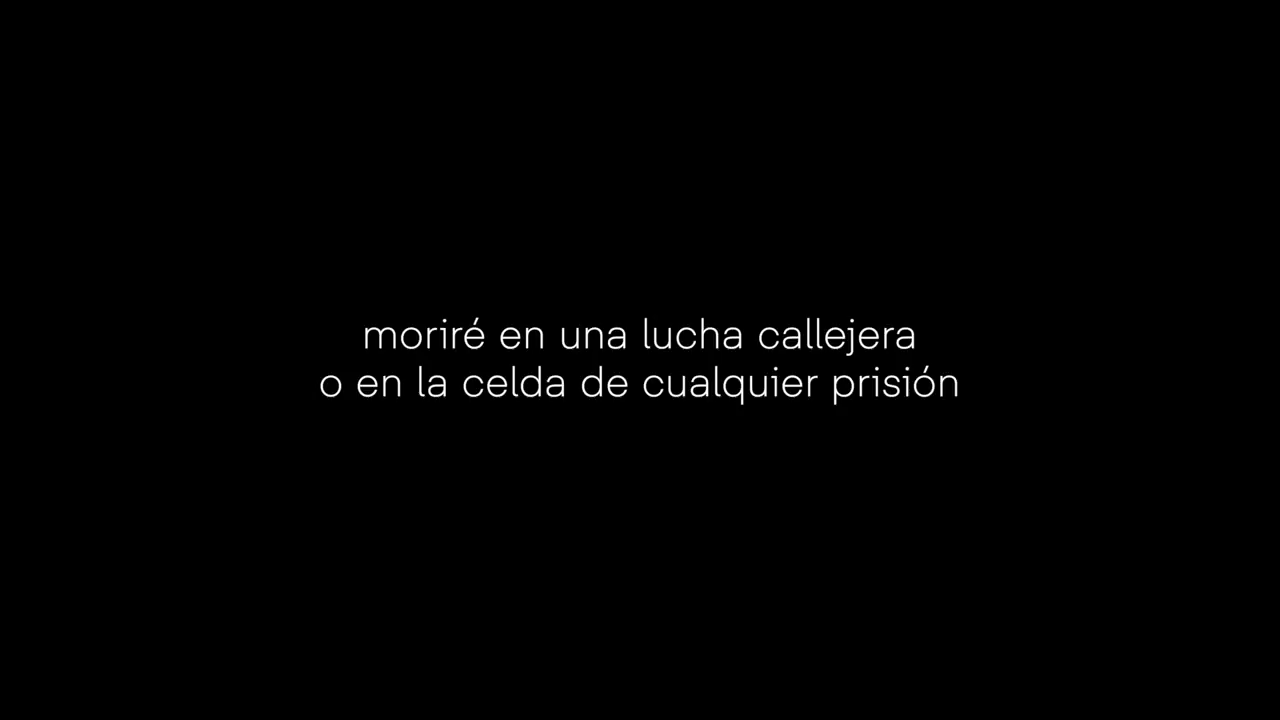 moriré en una lucha callejera
o en la celda de cualquier prisión